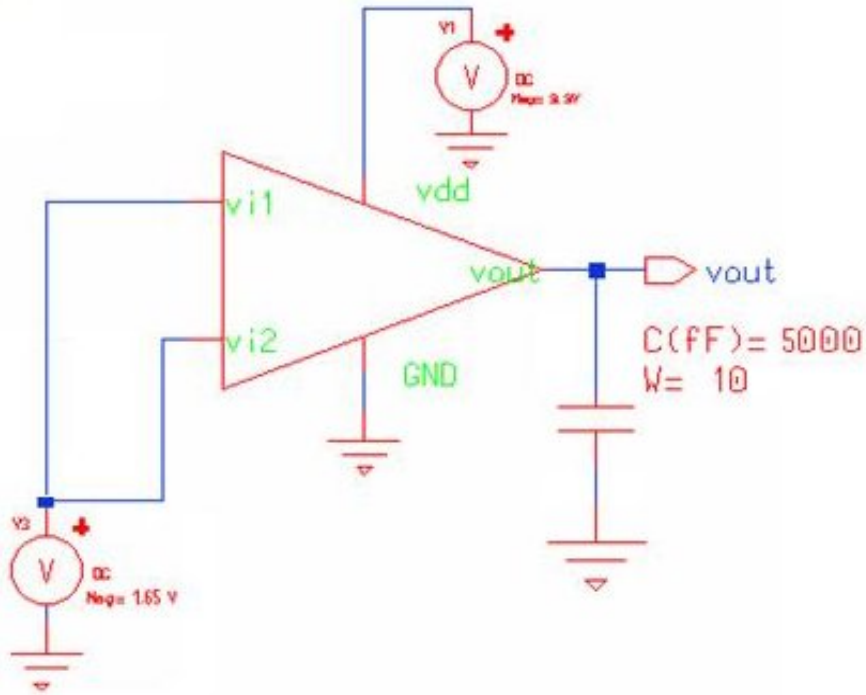 V1
V
DC
vdd
vi1
vout
vout
vi2
GND
C(fF)= 5000
W= 10
V3
V
DC
Mag= 1.65 V